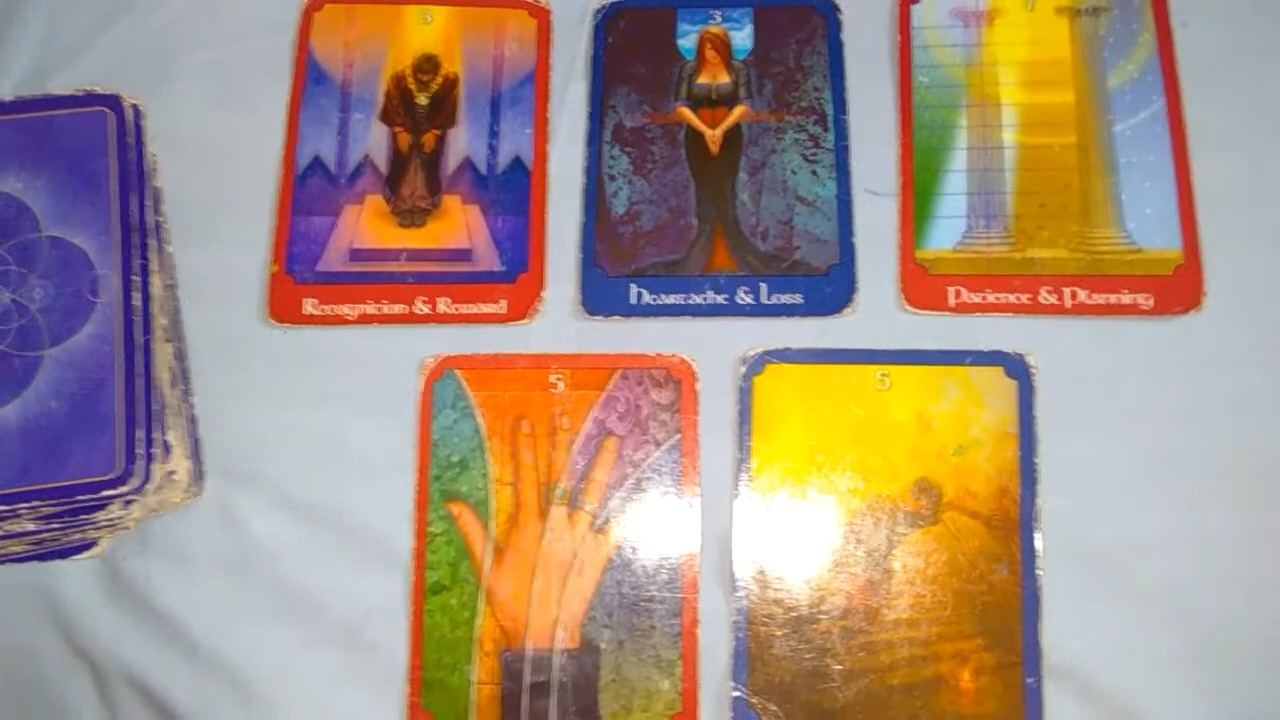 3
3
Recognition & Reward
Heartache & Loss
Patience & Planning
5
5